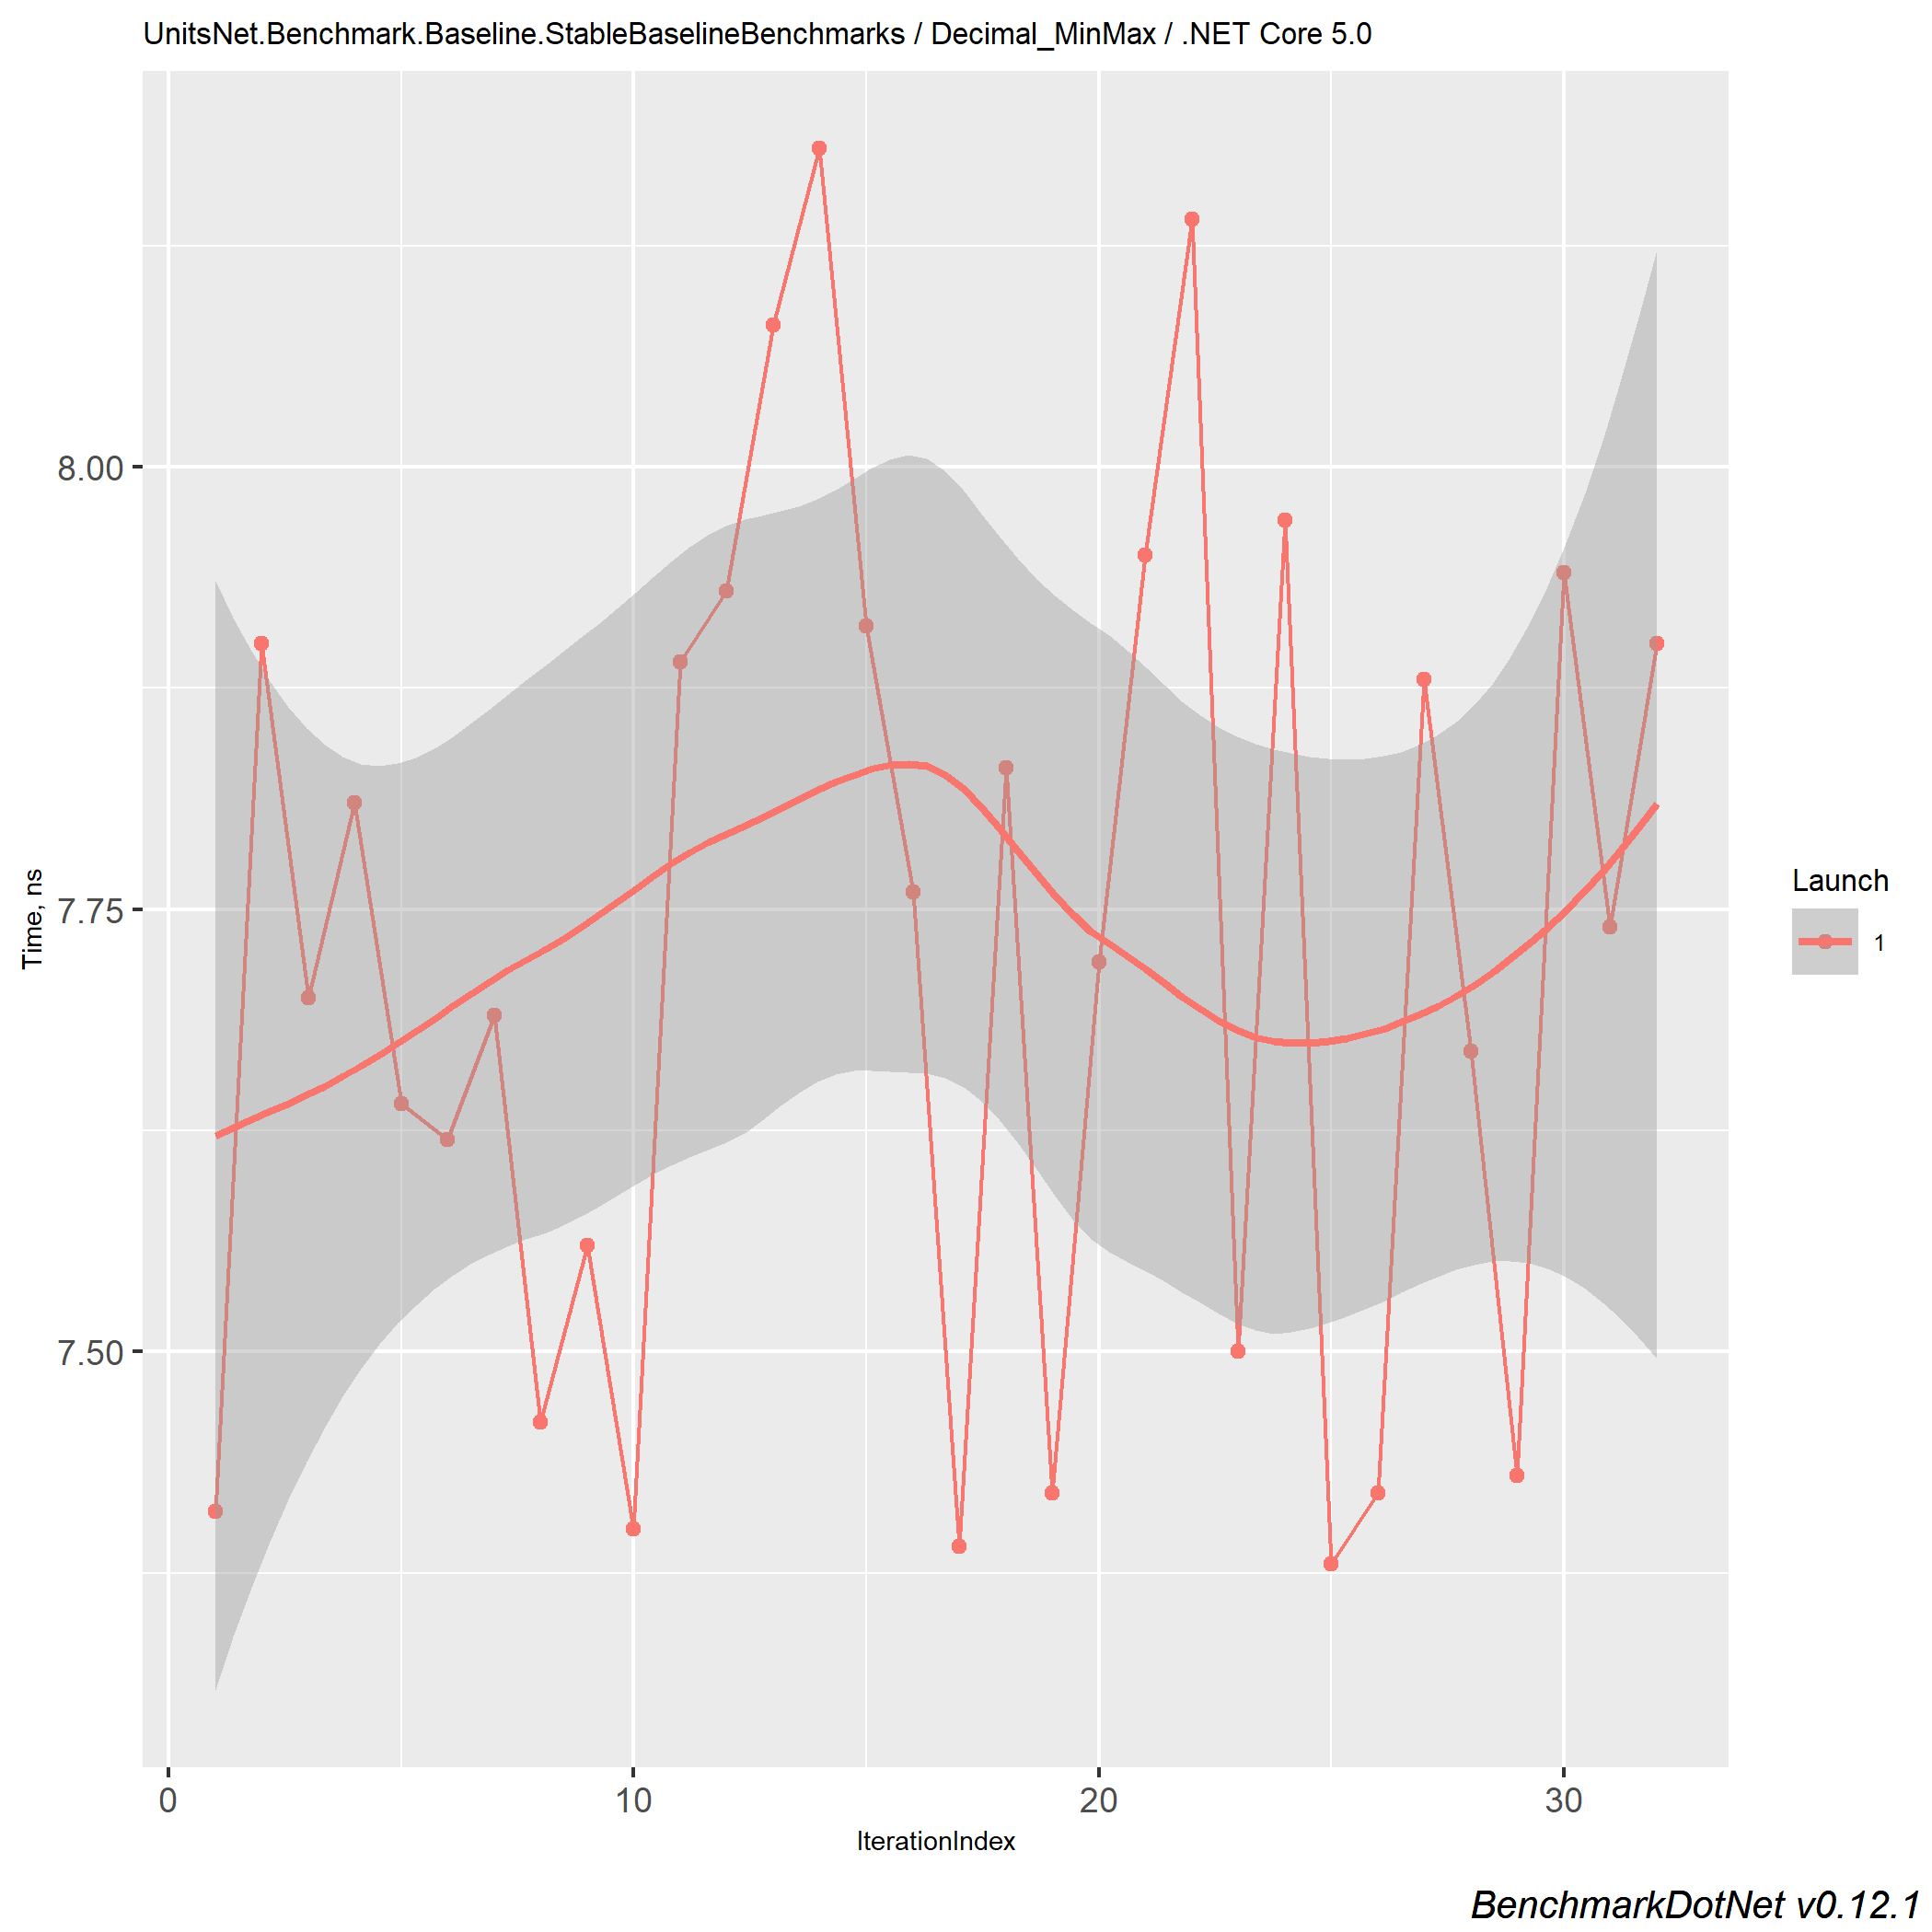 UnitsNet.Benchmark.Baseline.StableBaselineBenchmarks / Decimal_MinMax / .NET Core 5.0
8.00
7.75
7.50
Time, ns
0 10 20 30
IterationIndex
Launch
1
BenchmarkDotNet v0.12.1